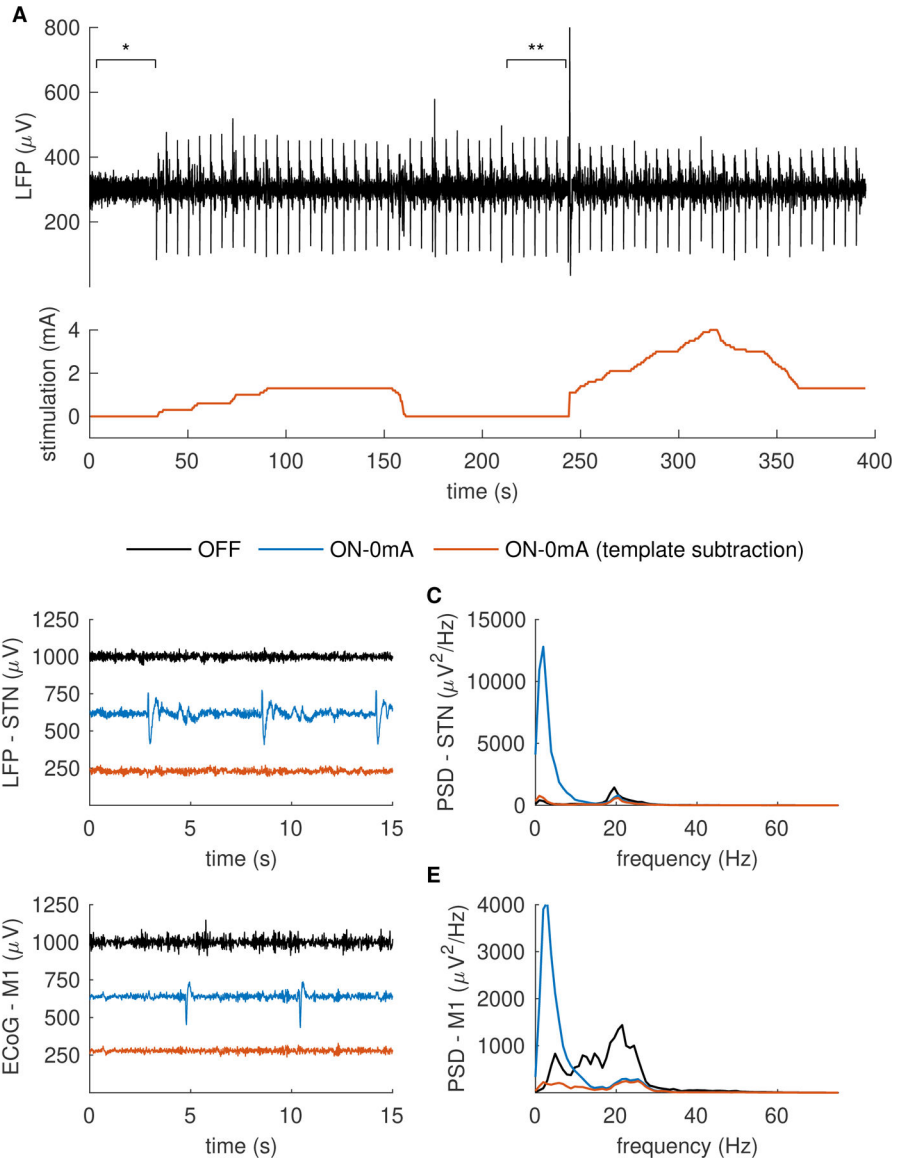 A
800
600
400
200
LFP (μV)
*
**
4
2
0
stimulation (mA)
0 50 100 150 200 250 300 350 400
time (s)
OFF ON-0mA ON-0mA (template subtraction)
1250
1000
750
500
250
LFP - STN (μV)
0 5 10 15
time (s)
C
15000
10000
5000
0
PSD - STN (μV²/Hz)
0 20 40 60
frequency (Hz)
1250
1000
750
500
250
ECoG - M1 (μV)
0 5 10 15
time (s)
E
4000
3000
2000
1000
PSD - M1 (μV²/Hz)
0 20 40 60
frequency (Hz)